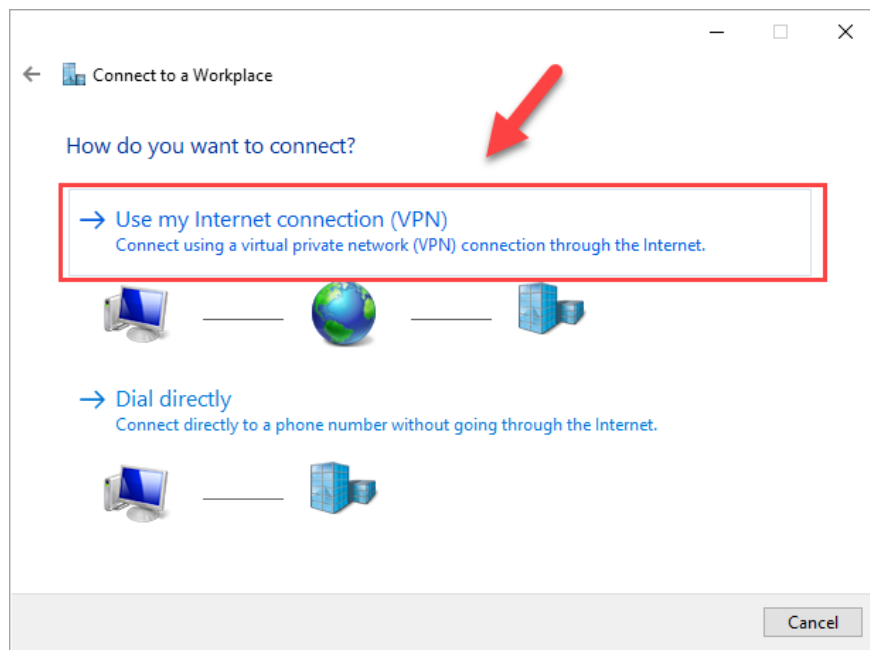 Connect to a Workplace
How do you want to connect?
Use my Internet connection (VPN)
Connect using a virtual private network (VPN) connection through the Internet.
Dial directly
Connect directly to a phone number without going through the Internet.
Cancel